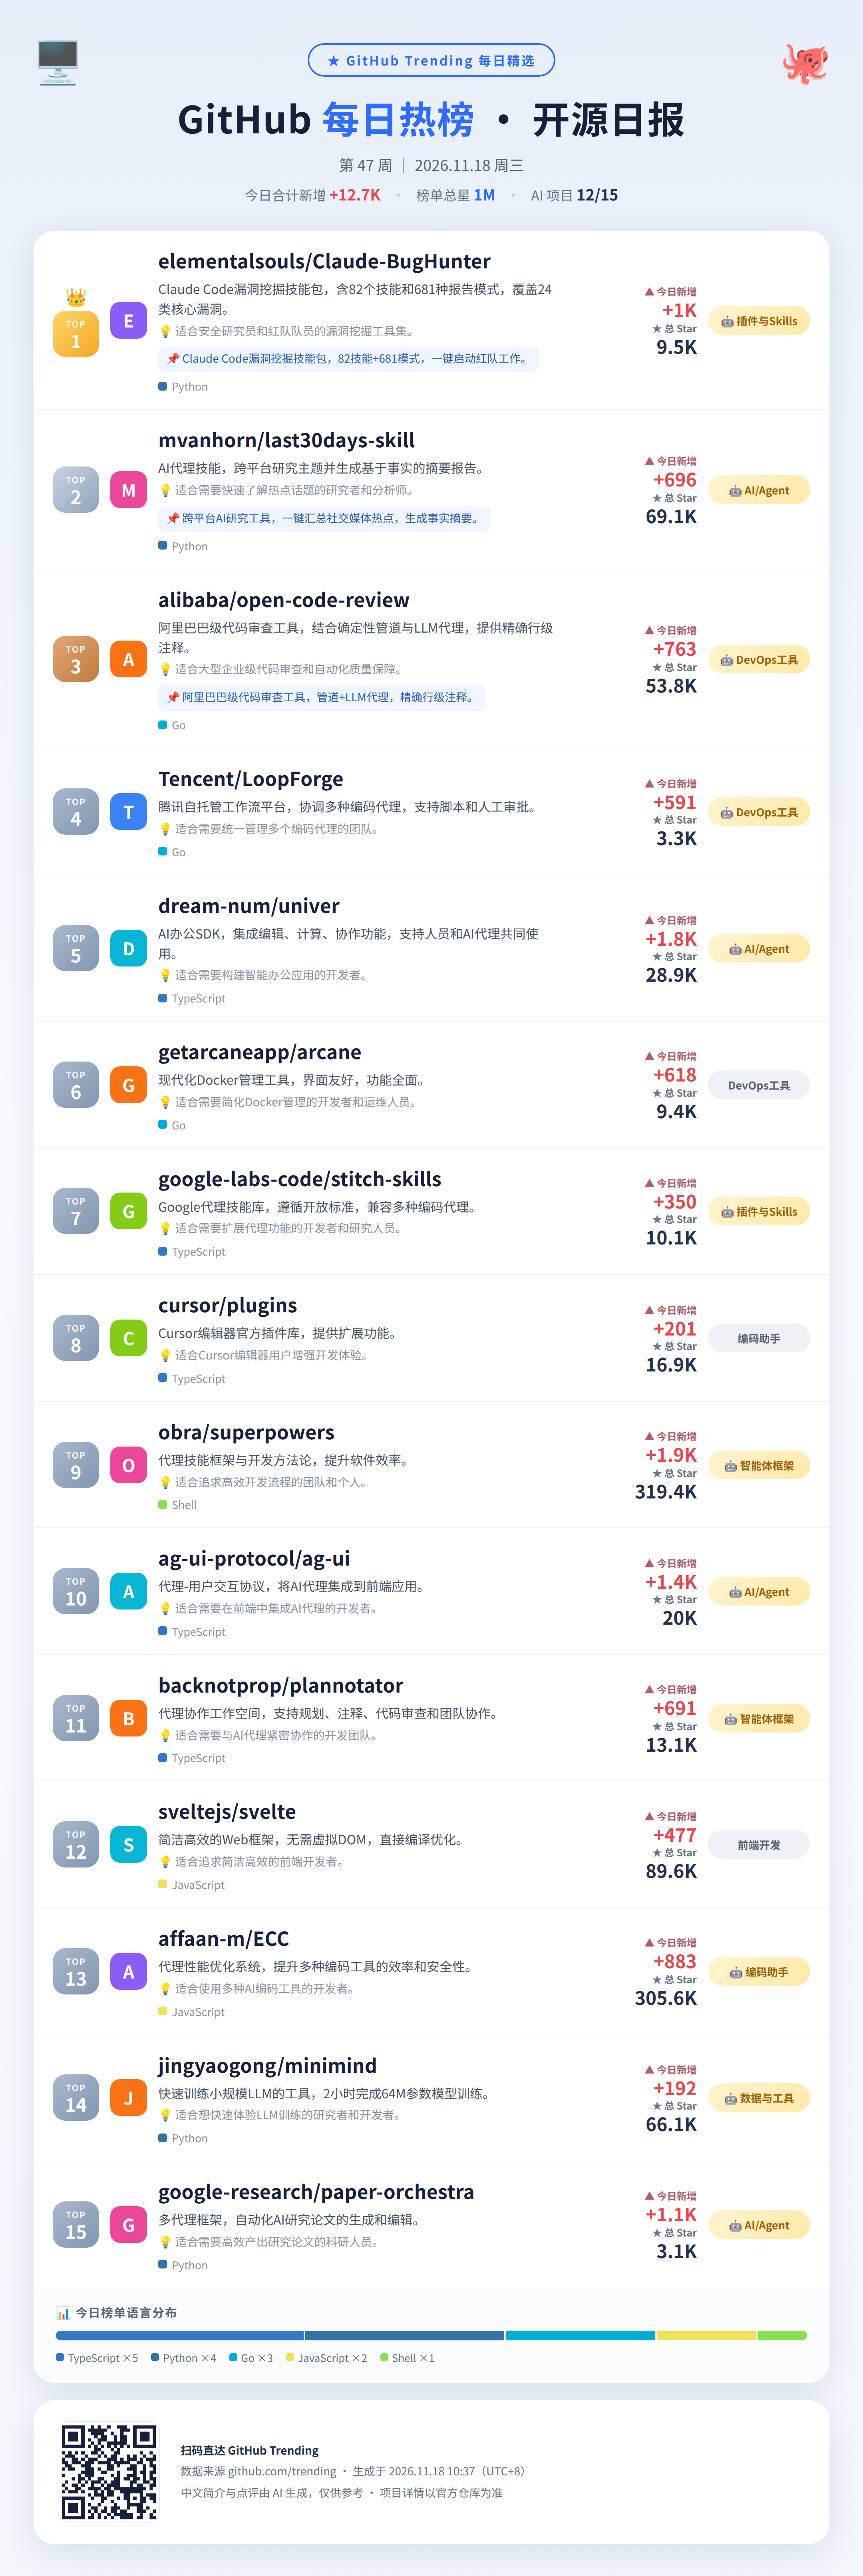 ★ GitHub Trending 每日精选
GitHub 每日热榜 · 开源日报
第 47 周 | 2026.11.18 周三
今日合计新增 +12.7K · 榜单总星 1M · AI 项目 12/15
TOP
1
E
elementalsouls/Claude-BugHunter
Claude Code漏洞挖掘技能包，含82个技能和681种报告模式，覆盖24
类核心漏洞。
💡 适合安全研究员和红队队员的漏洞挖掘工具集。
📌 Claude Code漏洞挖掘技能包，82技能+681模式，一键启动红队工作。
Python
▲ 今日新增
+1K
★ 总 Star
9.5K
🤖 插件与Skills
TOP
2
M
mvanhorn/last30days-skill
AI代理技能，跨平台研究主题并生成基于事实的摘要报告。
💡 适合需要快速了解热点话题的研究者和分析师。
📌 跨平台AI研究工具，一键汇总社交媒体热点，生成事实摘要。
Python
▲ 今日新增
+696
★ 总 Star
69.1K
🤖 AI/Agent
TOP
3
A
alibaba/open-code-review
阿里巴巴级代码审查工具，结合确定性管道与LLM代理，提供精确行级
注释。
💡 适合大型企业级代码审查和自动化质量保障。
📌 阿里巴巴级代码审查工具，管道+LLM代理，精确行级注释。
Go
▲ 今日新增
+763
★ 总 Star
53.8K
🤖 DevOps工具
TOP
4
T
Tencent/LoopForge
腾讯自托管工作流平台，协调多种编码代理，支持脚本和人工审批。
💡 适合需要统一管理多个编码代理的团队。
Go
▲ 今日新增
+591
★ 总 Star
3.3K
🤖 DevOps工具
TOP
5
D
dream-num/univer
AI办公SDK，集成编辑、计算、协作功能，支持人员和AI代理共同使
用。
💡 适合需要构建智能办公应用的开发者。
TypeScript
▲ 今日新增
+1.8K
★ 总 Star
28.9K
🤖 AI/Agent
TOP
6
G
getarcaneapp/arcane
现代化Docker管理工具，界面友好，功能全面。
💡 适合需要简化Docker管理的开发者和运维人员。
Go
▲ 今日新增
+618
★ 总 Star
9.4K
DevOps工具
TOP
7
G
google-labs-code/stitch-skills
Google代理技能库，遵循开放标准，兼容多种编码代理。
💡 适合需要扩展代理功能的开发者和研究人员。
TypeScript
▲ 今日新增
+350
★ 总 Star
10.1K
🤖 插件与Skills
TOP
8
C
cursor/plugins
Cursor编辑器官方插件库，提供扩展功能。
💡 适合Cursor编辑器用户增强开发体验。
TypeScript
▲ 今日新增
+201
★ 总 Star
16.9K
编码助手
TOP
9
O
obra/superpowers
代理技能框架与开发方法论，提升软件效率。
💡 适合追求高效开发流程的团队和个人。
Shell
▲ 今日新增
+1.9K
★ 总 Star
319.4K
🤖 智能体框架
TOP
10
A
ag-ui-protocol/ag-ui
代理-用户交互协议，将AI代理集成到前端应用。
💡 适合需要在前端中集成AI代理的开发者。
TypeScript
▲ 今日新增
+1.4K
★ 总 Star
20K
🤖 AI/Agent
TOP
11
B
backnotprop/plannotator
代理协作工作空间，支持规划、注释、代码审查和团队协作。
💡 适合需要与AI代理紧密协作的开发团队。
TypeScript
▲ 今日新增
+691
★ 总 Star
13.1K
🤖 智能体框架
TOP
12
S
sveltejs/svelte
简洁高效的Web框架，无需虚拟DOM，直接编译优化。
💡 适合追求简洁高效的前端开发者。
JavaScript
▲ 今日新增
+477
★ 总 Star
89.6K
前端开发
TOP
13
A
affaan-m/ECC
代理性能优化系统，提升多种编码工具的效率和安全性。
💡 适合使用多种AI编码工具的开发者。
JavaScript
▲ 今日新增
+883
★ 总 Star
305.6K
🤖 编码助手
TOP
14
J
jingyaogong/minimind
快速训练小规模LLM的工具，2小时完成64M参数模型训练。
💡 适合想快速体验LLM训练的研究者和开发者。
Python
▲ 今日新增
+192
★ 总 Star
66.1K
🤖 数据与工具
TOP
15
G
google-research/paper-orchestra
多代理框架，自动化AI研究论文的生成和编辑。
💡 适合需要高效产出研究论文的科研人员。
Python
▲ 今日新增
+1.1K
★ 总 Star
3.1K
🤖 AI/Agent
📊 今日榜单语言分布
TypeScript ×5 Python ×4 Go ×3 JavaScript ×2 Shell ×1
扫码直达 GitHub Trending
数据来源 github.com/trending · 生成于 2026.11.18 10:37（UTC+8）
中文简介与点评由 AI 生成，仅供参考 · 项目详情以官方仓库为准